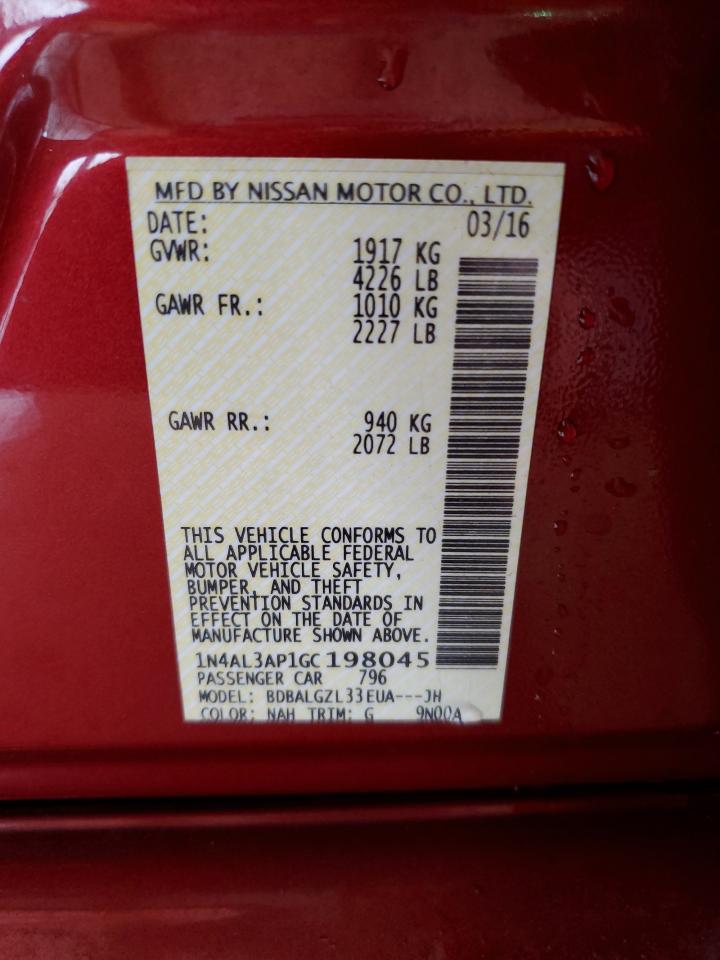 MFD BY NISSAN MOTOR CO., LTD.
DATE: 03/16
GVWR: 1917 KG
4226 LB
GAWR FR.: 1010 KG
2227 LB
GAWR RR.: 940 KG
2072 LB
THIS VEHICLE CONFORMS TO
ALL APPLICABLE FEDERAL
MOTOR VEHICLE SAFETY,
BUMPER, AND THEFT
PREVENTION STANDARDS IN
EFFECT ON THE DATE OF
MANUFACTURE SHOWN ABOVE.
1N4AL3AP1GC198045
PASSENGER CAR 796
MODEL: BDBALGZL33EUA---JH
COLOR: NAH TRIM: G 9N00A